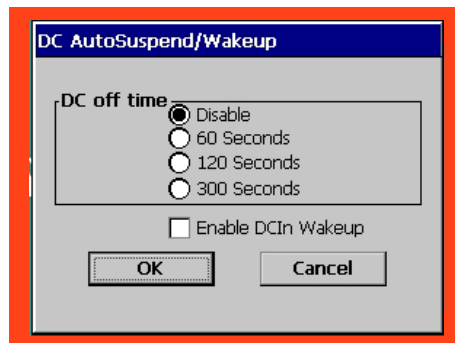 DC AutoSuspend/Wakeup
DC off time
Disable
60 Seconds
120 Seconds
300 Seconds
Enable DCIn Wakeup
OK Cancel